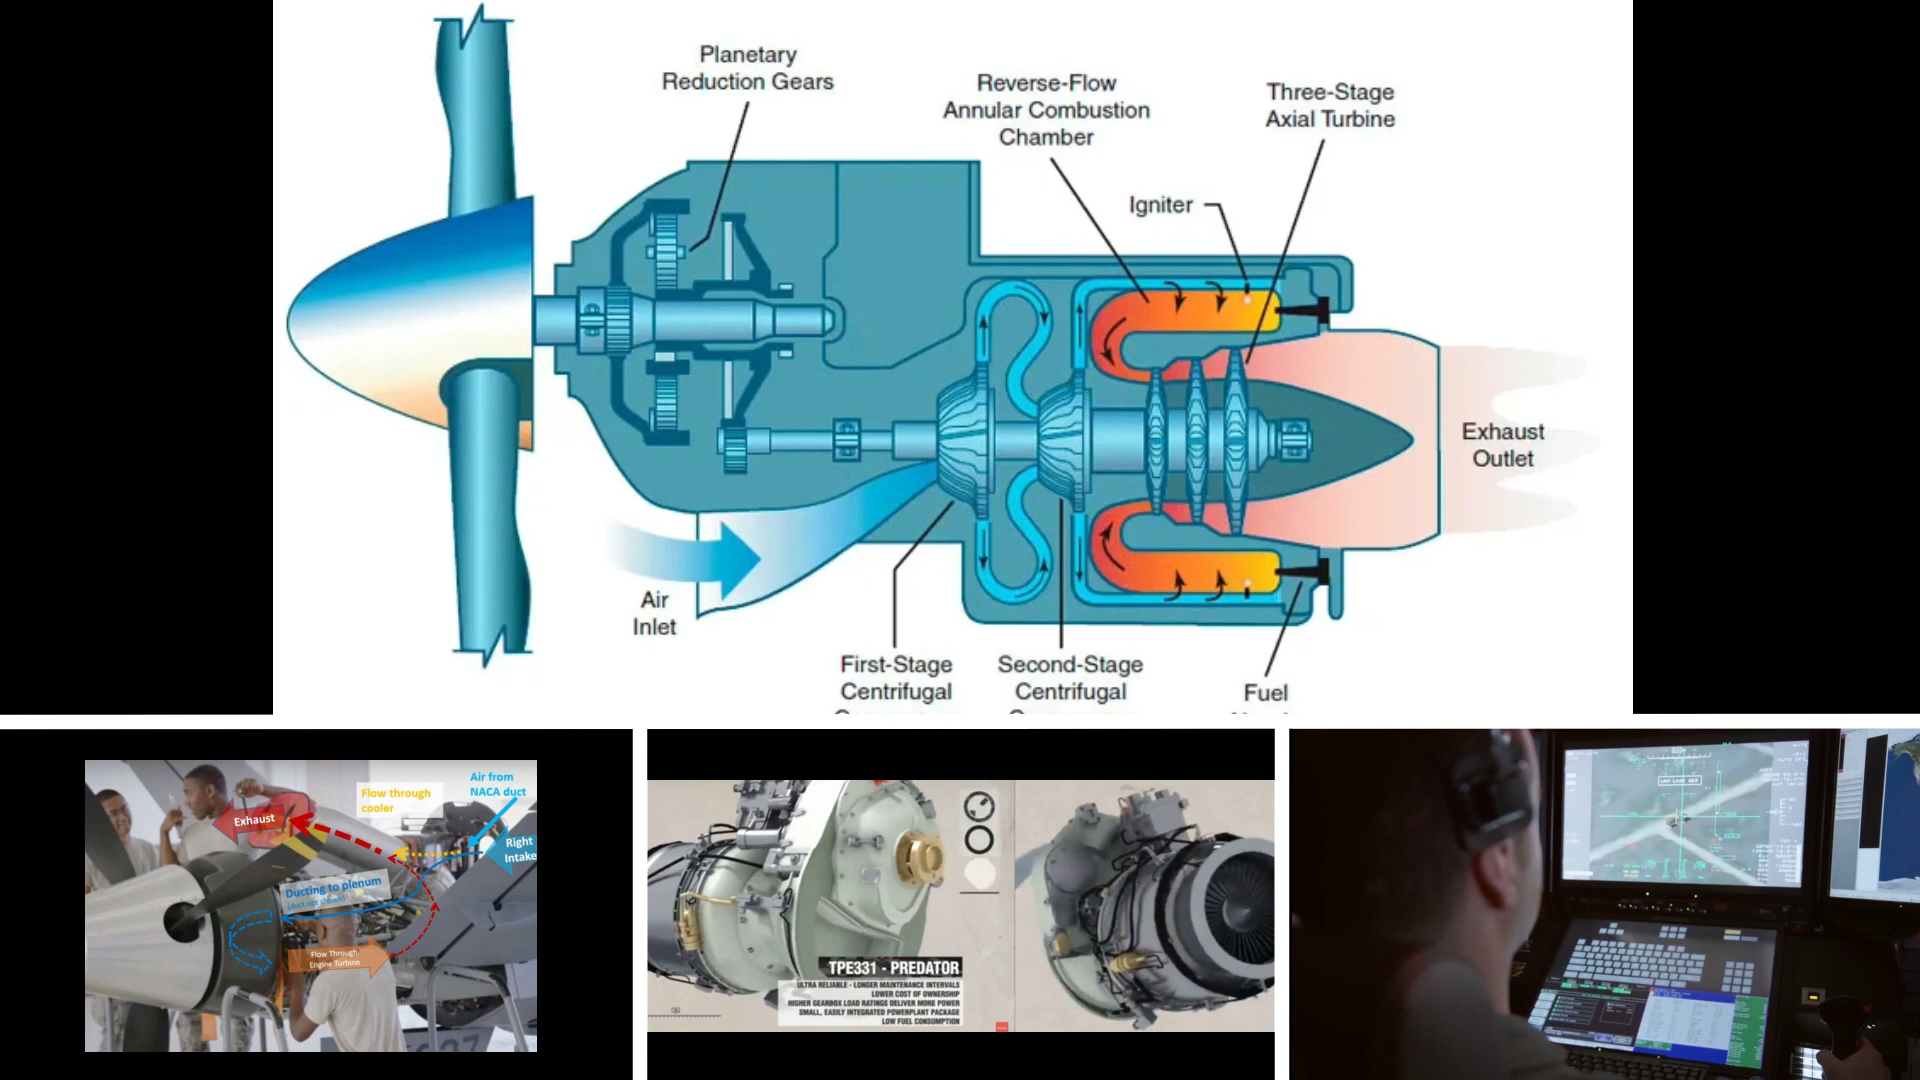 Planetary
Reduction Gears
Reverse-Flow
Annular Combustion
Chamber
Three-Stage
Axial Turbine
Igniter
Exhaust
Outlet
Air
Inlet
First-Stage
Centrifugal
Second-Stage
Centrifugal
Fuel
Air from
NACA duct
Flow through
cooler
Exhaust
Right
Intake
Ducting to plenum
(duct not shown)
Flow Through
Engine Turbine
TPE331 - PREDATOR
ULTRA RELIABLE - LONGER MAINTENANCE INTERVALS
LOWER COST OF OWNERSHIP
HIGHER GEARBOX LOAD RATINGS DELIVER MORE POWER
SMALL, EASILY INTEGRATED POWERPLANT PACKAGE
LOW FUEL CONSUMPTION